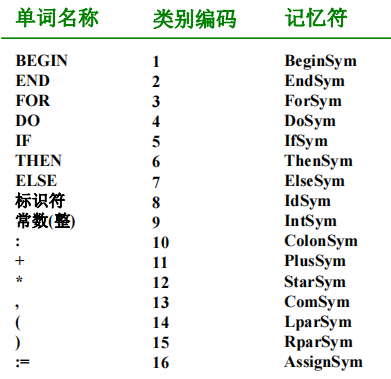 单词名称 类别编码 记忆符
BEGIN 1 BeginSym
END 2 EndSym
FOR 3 ForSym
DO 4 DoSym
IF 5 IfSym
THEN 6 ThenSym
ELSE 7 ElseSym
标识符 8 IdSym
常数(整) 9 IntSym
: 10 ColonSym
+ 11 PlusSym
* 12 StarSym
, 13 ComSym
( 14 LparSym
) 15 RparSym
:= 16 AssignSym